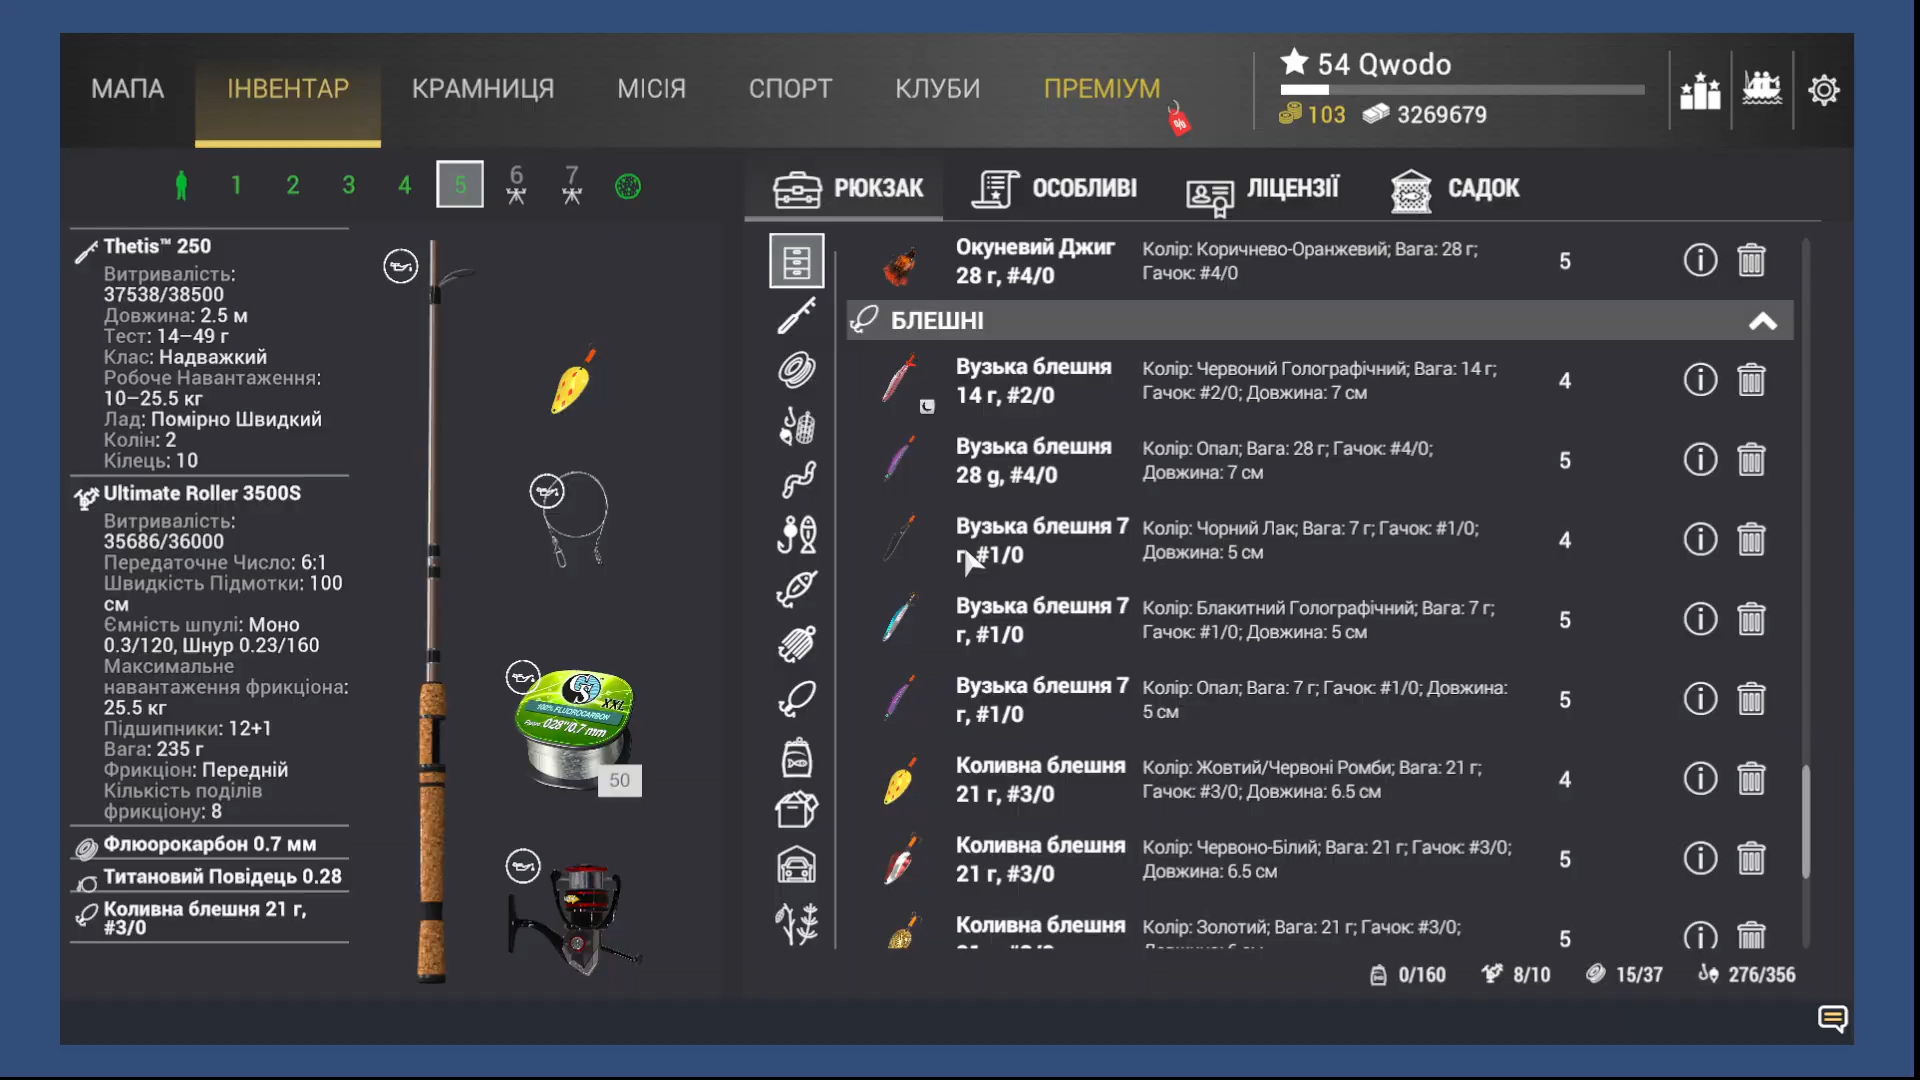 МАПА
ІНВЕНТАР
КРАМНИЦЯ
МІСІЯ
СПОРТ
КЛУБИ
ПРЕМІУМ
%
54 Qwodo
103
3269679
1
2
3
4
5
6
7
РЮКЗАК
ОСОБЛИВІ
ЛІЦЕНЗІЇ
САДОК
Thetis™ 250
Витривалість:
37538/38500
Довжина: 2.5 м
Тест: 14–49 г
Клас: Надважкий
Робоче Навантаження:
10–25.5 кг
Лад: Помірно Швидкий
Колін: 2
Кілець: 10
Ultimate Roller 3500S
Витривалість:
35686/36000
Передаточне Число: 6:1
Швидкість Підмотки: 100
см
Ємність шпулі: Моно
0.3/120, Шнур 0.23/160
Максимальне
навантаження фрикціона:
25.5 кг
Підшипники: 12+1
Вага: 235 г
Фрикціон: Передній
Кількість поділів
фрикціону: 8
Флюорокарбон 0.7 мм
Титановий Повідець 0.28
Коливна блешня 21 г,
#3/0
XXL
100% FLUOROCARBON
0.28"/0.7 mm
50
Окуневий Джиг
28 г, #4/0
Колір: Коричнево-Оранжевий; Вага: 28 г;
Гачок: #4/0
5
БЛЕШНІ
Вузька блешня
14 г, #2/0
Колір: Червоний Голографічний; Вага: 14 г;
Гачок: #2/0; Довжина: 7 см
4
Вузька блешня
28 g, #4/0
Колір: Опал; Вага: 28 г; Гачок: #4/0;
Довжина: 7 см
5
Вузька блешня 7
г, #1/0
Колір: Чорний Лак; Вага: 7 г; Гачок: #1/0;
Довжина: 5 см
4
Вузька блешня 7
г, #1/0
Колір: Блакитний Голографічний; Вага: 7 г;
Гачок: #1/0; Довжина: 5 см
5
Вузька блешня 7
г, #1/0
Колір: Опал; Вага: 7 г; Гачок: #1/0; Довжина:
5 см
5
Коливна блешня
21 г, #3/0
Колір: Жовтий/Червоні Ромби; Вага: 21 г;
Гачок: #3/0; Довжина: 6.5 см
4
Коливна блешня
21 г, #3/0
Колір: Червоно-Білий; Вага: 21 г; Гачок: #3/0;
Довжина: 6.5 см
5
Коливна блешня
Колір: Золотий; Вага: 21 г; Гачок: #3/0;
5
0/160
8/10
15/37
276/356